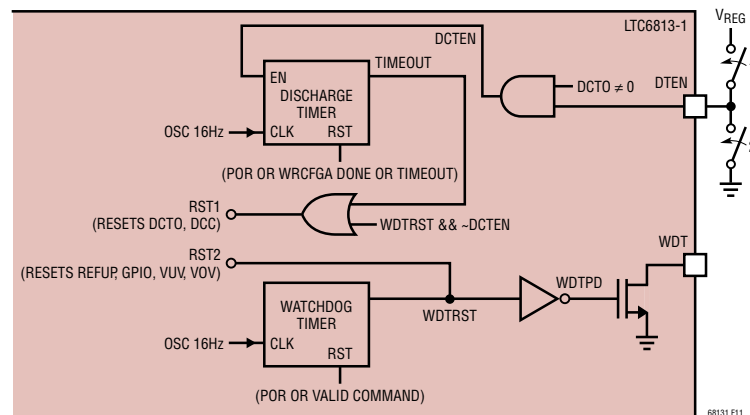 LTC6813-1
VREG
DCTEN
TIMEOUT
EN
DISCHARGE
TIMER
DCTO ≠ 0
DTEN
1
OSC 16Hz
CLK
RST
2
(POR OR WRCFGA DONE OR TIMEOUT)
RST1
(RESETS DCTO, DCC)
WDTRST && ~DCTEN
RST2
(RESETS REFUP, GPIO, VUV, VOV)
WDT
WATCHDOG
TIMER
WDTPD
WDTRST
OSC 16Hz
CLK
RST
(POR OR VALID COMMAND)
68131 F11